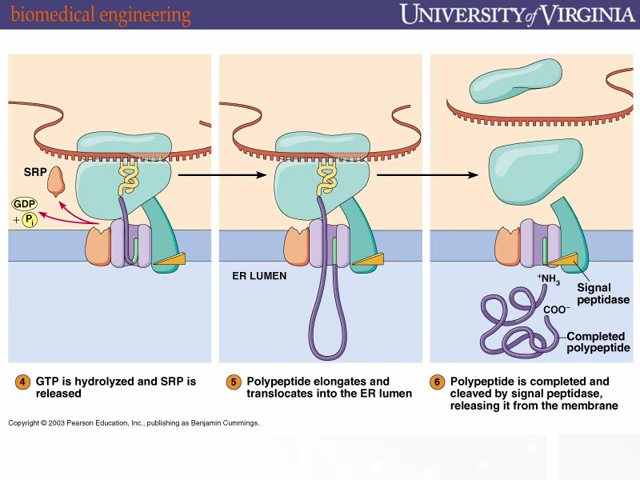 biomedical engineering
UNIVERSITY of VIRGINIA
SRP
GDP
+ Pi
ER LUMEN
+NH3
Signal
peptidase
COO–
Completed
polypeptide
4 GTP is hydrolyzed and SRP is
released
5 Polypeptide elongates and
translocates into the ER lumen
6 Polypeptide is completed and
cleaved by signal peptidase,
releasing it from the membrane
Copyright © 2003 Pearson Education, Inc., publishing as Benjamin Cummings.